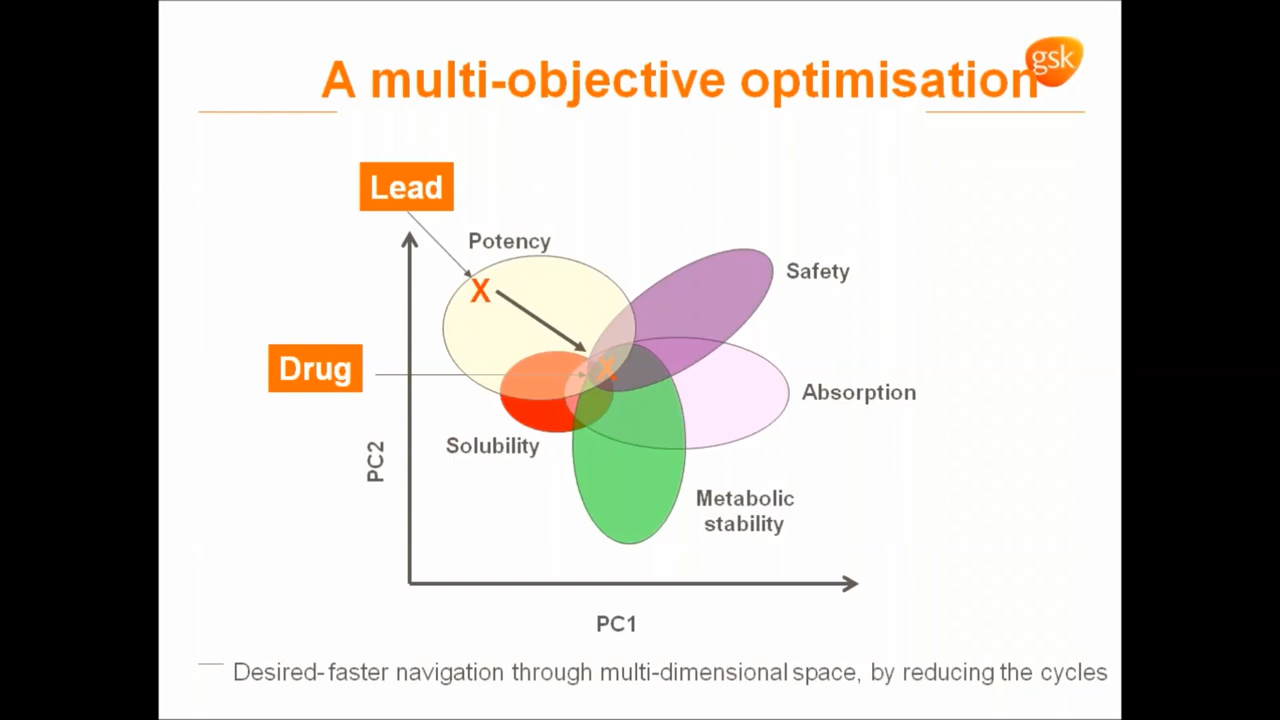 A multi-objective optimisation
gsk
Lead
Potency
X
Safety
Drug
X
Absorption
Solubility
PC2
Metabolic
stability
PC1
Desired-faster navigation through multi-dimensional space, by reducing the cycles